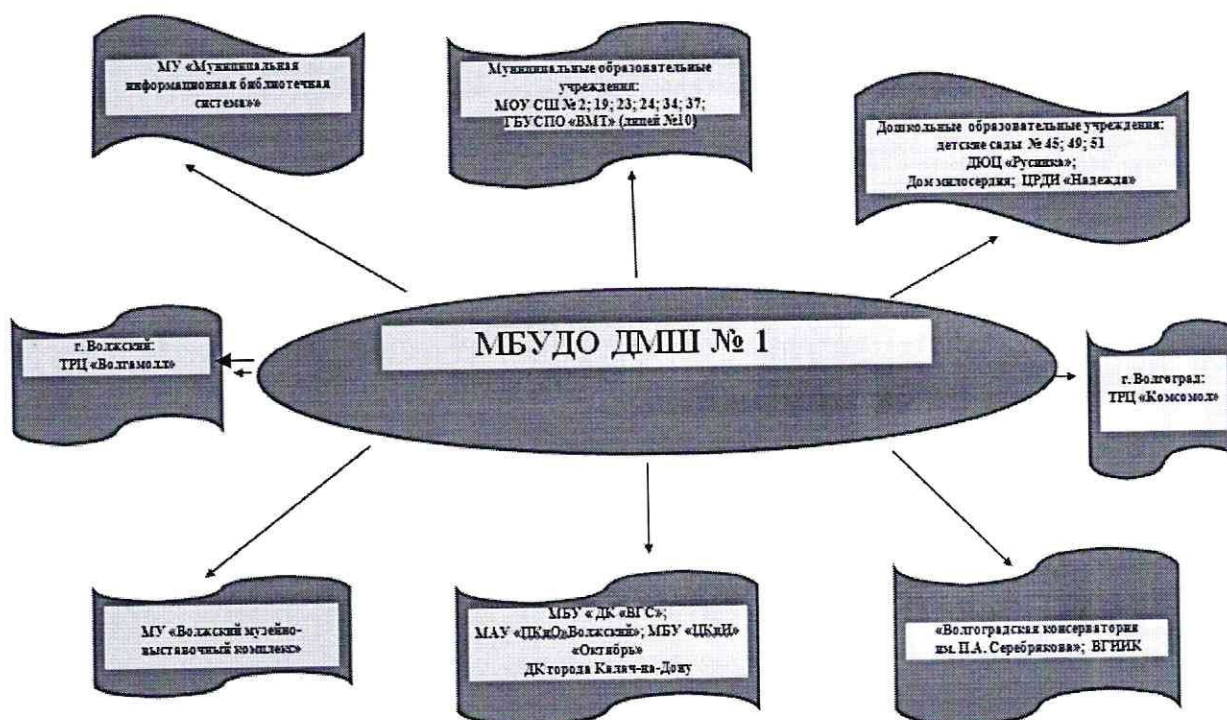 МУ «Муниципальная
информационная библиотечная
система»»
Муниципальные образовательные
учреждения:
МОУ СШ № 2; 19; 23; 24; 34; 37;
ГБУСПО «ВМТ» (лицей №10)
Дошкольные образовательные учреждения:
детские сады № 45; 49; 51
ДЮЦ «Русинка»;
Дом милосердия; ЦРДИ «Надежда»
МБУДО ДМШ № 1
г. Волжский:
ТРЦ «Волгамолл»
г. Волгоград:
ТРЦ «Комсомол»
МУ «Волжский музейно-
выставочный комплекс»
МБУ « ДК «ВГС»;
МАУ «ПКиО»Волжский»; МБУ «ЦКиИ»
«Октябрь»
ДК города Калач-на-Дону
«Волгоградская консерватория
им. П.А. Серебрякова»; ВГИИК